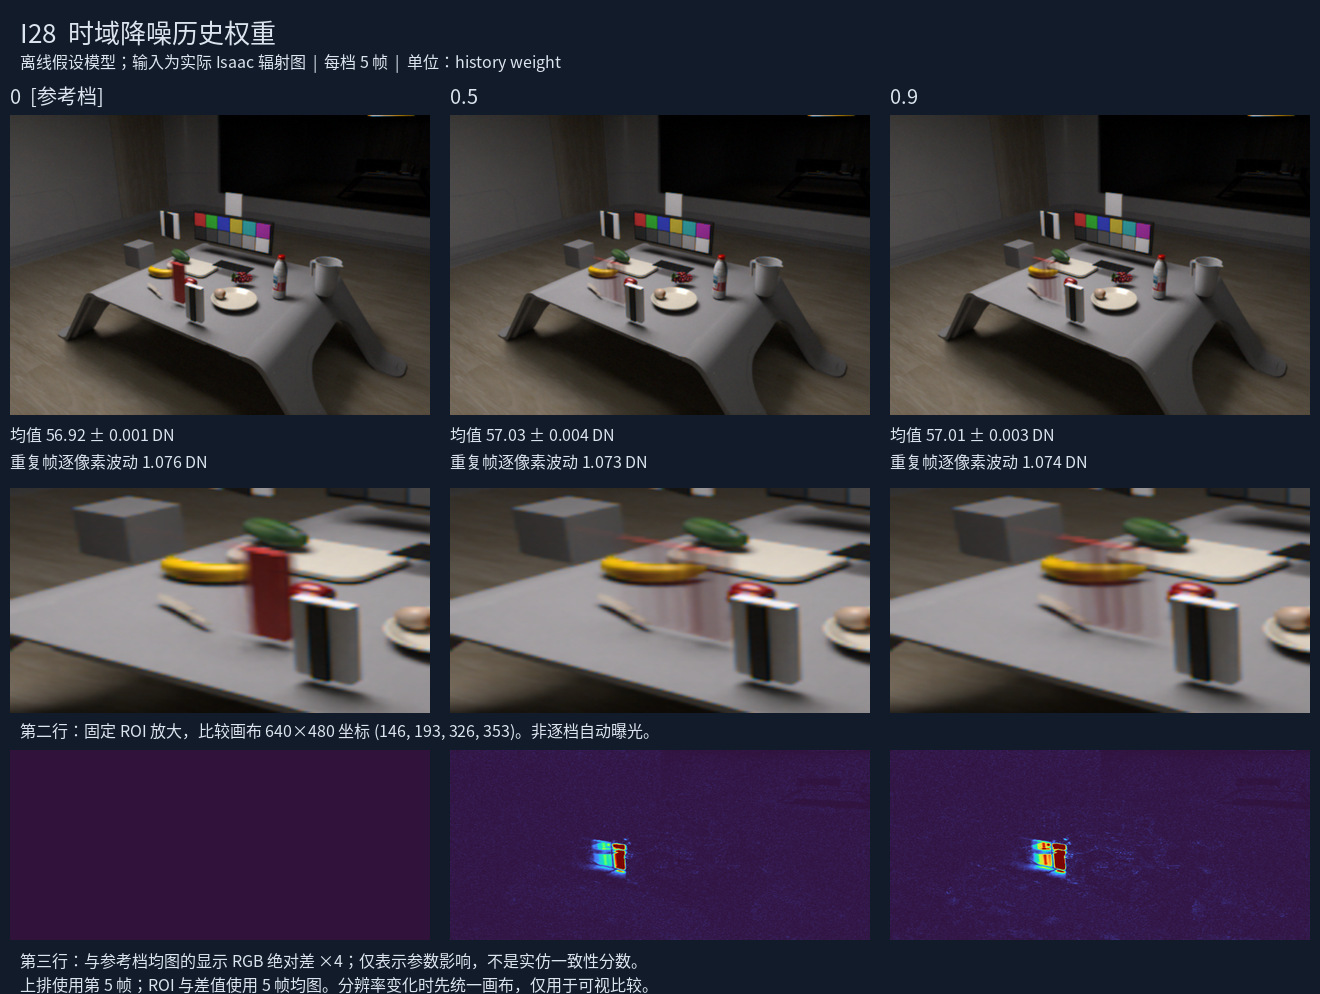 I28 时域降噪历史权重
离线假设模型；输入为实际 Isaac 辐射图 | 每档 5 帧 | 单位：history weight
0 [参考档]
0.5
0.9
均值 56.92 ± 0.001 DN
重复帧逐像素波动 1.076 DN
均值 57.03 ± 0.004 DN
重复帧逐像素波动 1.073 DN
均值 57.01 ± 0.003 DN
重复帧逐像素波动 1.074 DN
第二行：固定 ROI 放大，比较画布 640×480 坐标 (146, 193, 326, 353)。非逐档自动曝光。
第三行：与参考档均图的显示 RGB 绝对差 ×4；仅表示参数影响，不是实仿一致性分数。
上排使用第 5 帧；ROI 与差值使用 5 帧均图。分辨率变化时先统一画布，仅用于可视比较。